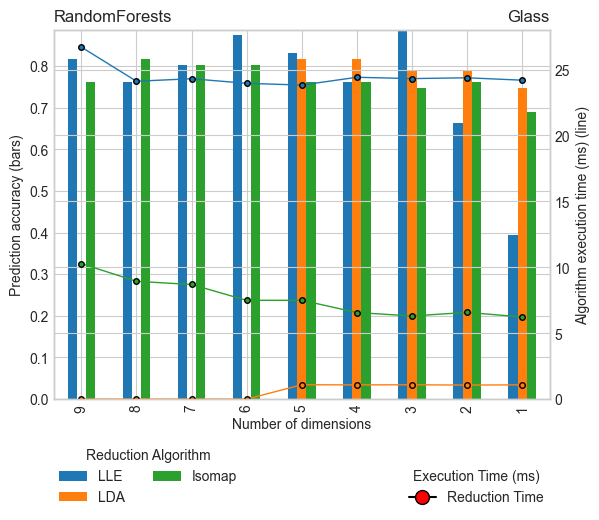 RandomForests Glass
0.8
0.7
0.6
0.5
0.4
0.3
0.2
0.1
0.0
Prediction accuracy (bars)
25
20
15
10
5
0
Algorithm execution time (ms) (line)
9 8 7 6 5 4 3 2 1
Number of dimensions
Reduction Algorithm
LLE Isomap
LDA
Execution Time (ms)
Reduction Time